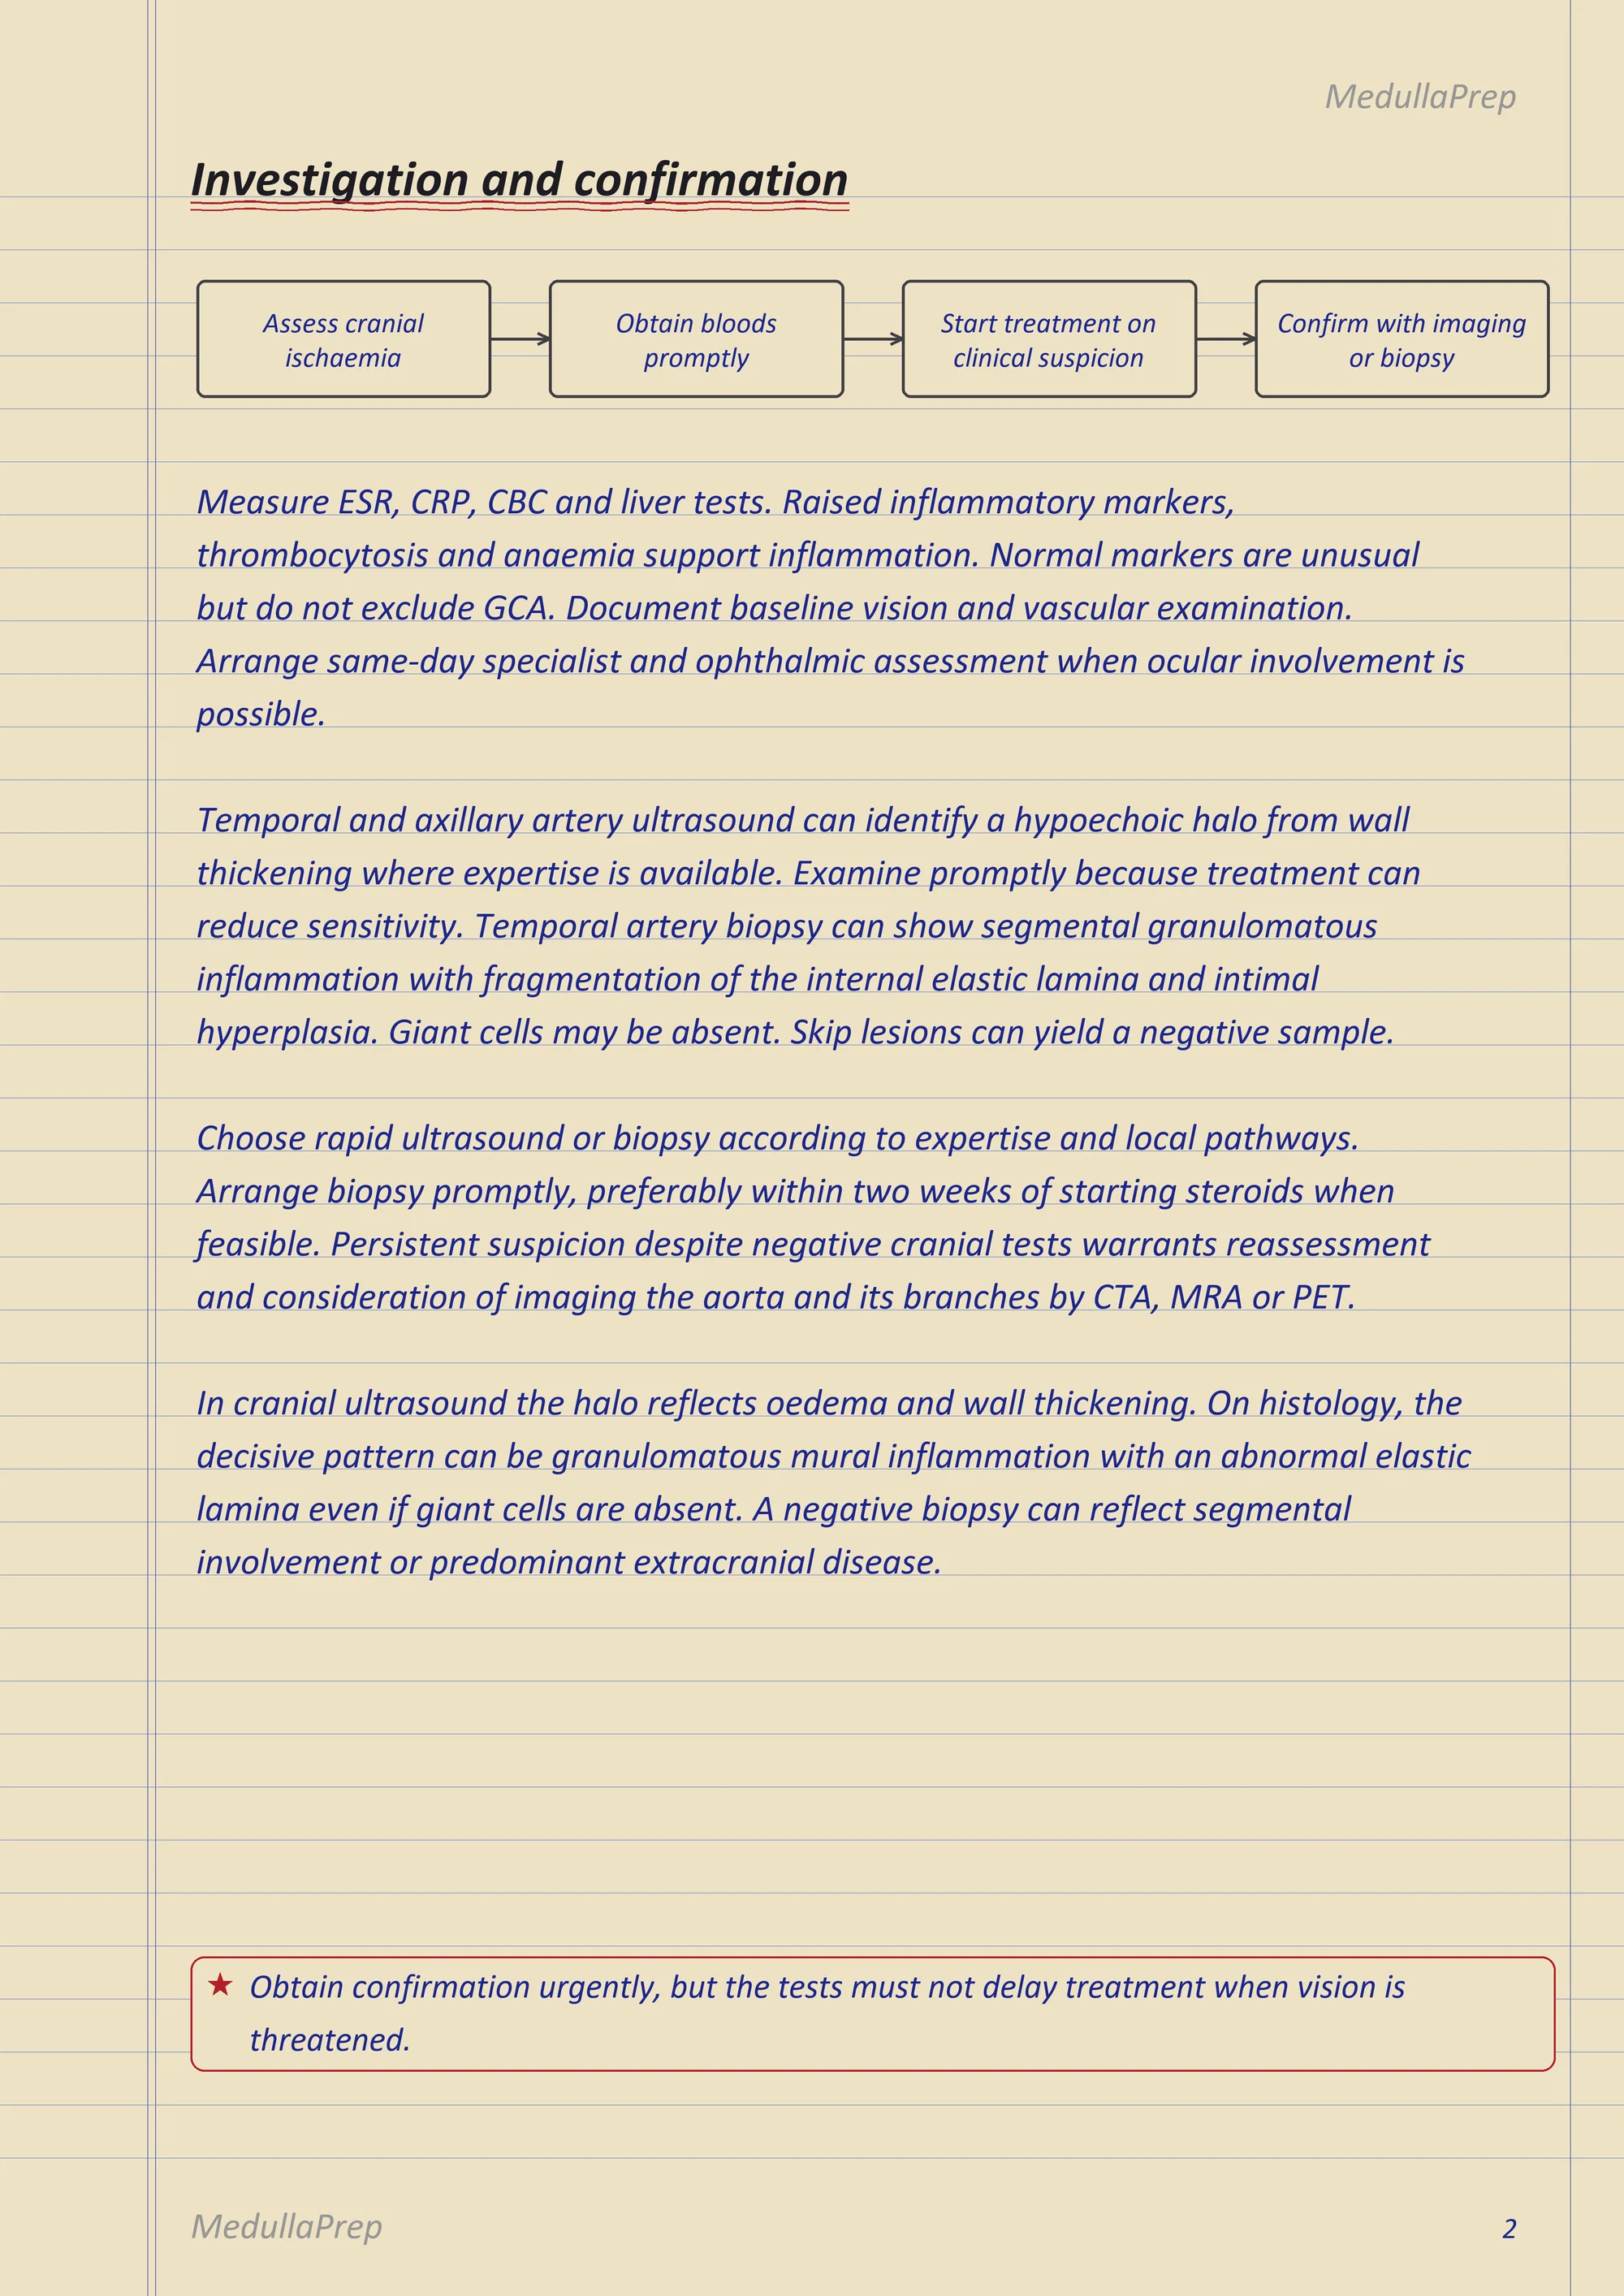 MedullaPrep
Investigation and confirmation
Assess cranial
ischaemia
Obtain bloods
promptly
Start treatment on
clinical suspicion
Confirm with imaging
or biopsy
Measure ESR, CRP, CBC and liver tests. Raised inflammatory markers,
thrombocytosis and anaemia support inflammation. Normal markers are unusual
but do not exclude GCA. Document baseline vision and vascular examination.
Arrange same-day specialist and ophthalmic assessment when ocular involvement is
possible.
Temporal and axillary artery ultrasound can identify a hypoechoic halo from wall
thickening where expertise is available. Examine promptly because treatment can
reduce sensitivity. Temporal artery biopsy can show segmental granulomatous
inflammation with fragmentation of the internal elastic lamina and intimal
hyperplasia. Giant cells may be absent. Skip lesions can yield a negative sample.
Choose rapid ultrasound or biopsy according to expertise and local pathways.
Arrange biopsy promptly, preferably within two weeks of starting steroids when
feasible. Persistent suspicion despite negative cranial tests warrants reassessment
and consideration of imaging the aorta and its branches by CTA, MRA or PET.
In cranial ultrasound the halo reflects oedema and wall thickening. On histology, the
decisive pattern can be granulomatous mural inflammation with an abnormal elastic
lamina even if giant cells are absent. A negative biopsy can reflect segmental
involvement or predominant extracranial disease.
★ Obtain confirmation urgently, but the tests must not delay treatment when vision is
threatened.
MedullaPrep
2